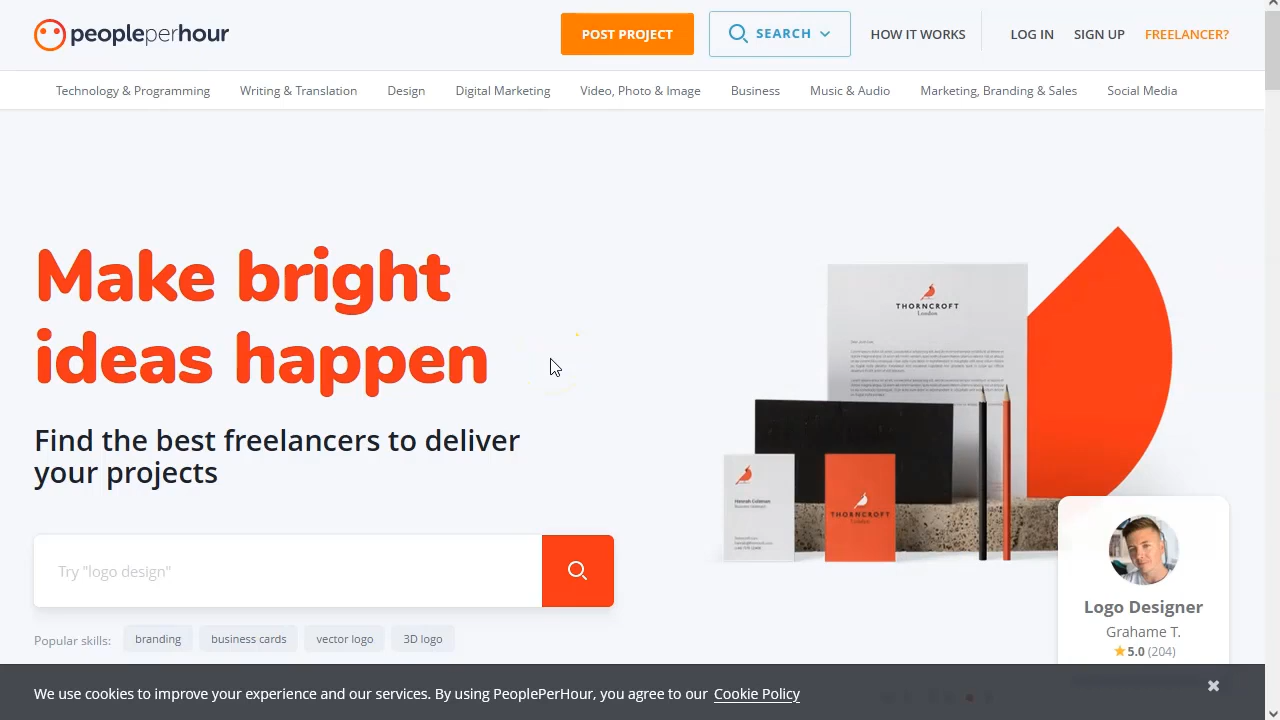 peopleperhour
POST PROJECT
SEARCH
HOW IT WORKS
LOG IN
SIGN UP
FREELANCER?
Technology & Programming
Writing & Translation
Design
Digital Marketing
Video, Photo & Image
Business
Music & Audio
Marketing, Branding & Sales
Social Media
Make bright
ideas happen
Find the best freelancers to deliver
your projects
Try "logo design"
Popular skills:
branding
business cards
vector logo
3D logo
THORNCROFT
London
Hannah Coleman
THORNCROFT
London
Logo Designer
Grahame T.
5.0 (204)
We use cookies to improve your experience and our services. By using PeoplePerHour, you agree to our Cookie Policy